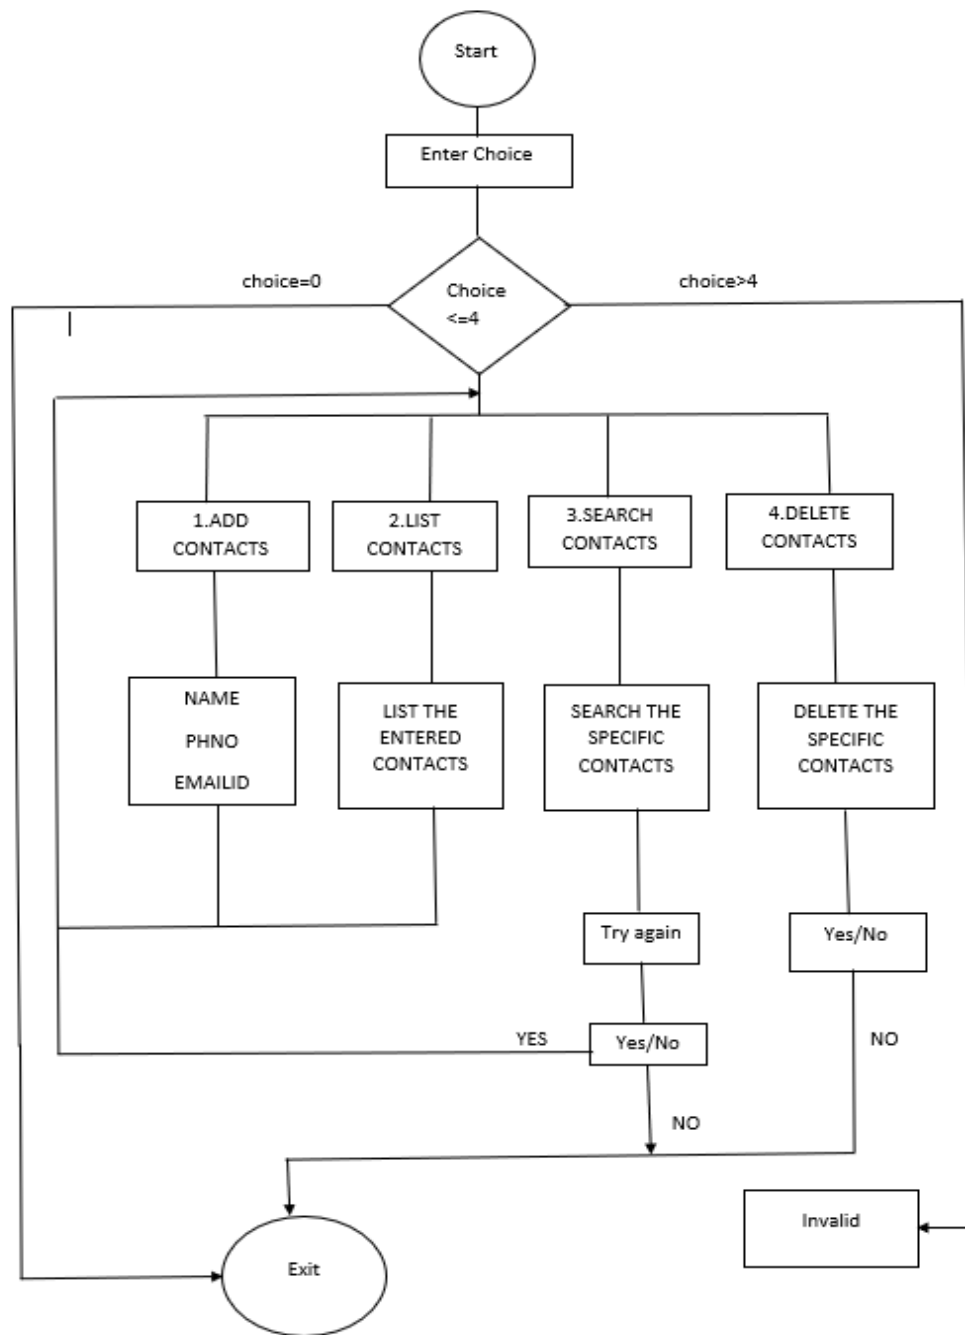 Start
Enter Choice
choice=0
Choice
<=4
choice>4
1.ADD
CONTACTS
2.LIST
CONTACTS
3.SEARCH
CONTACTS
4.DELETE
CONTACTS
NAME
PHNO
EMAILID
LIST THE
ENTERED
CONTACTS
SEARCH THE
SPECIFIC
CONTACTS
DELETE THE
SPECIFIC
CONTACTS
Try again
Yes/No
YES
Yes/No
NO
NO
Invalid
Exit